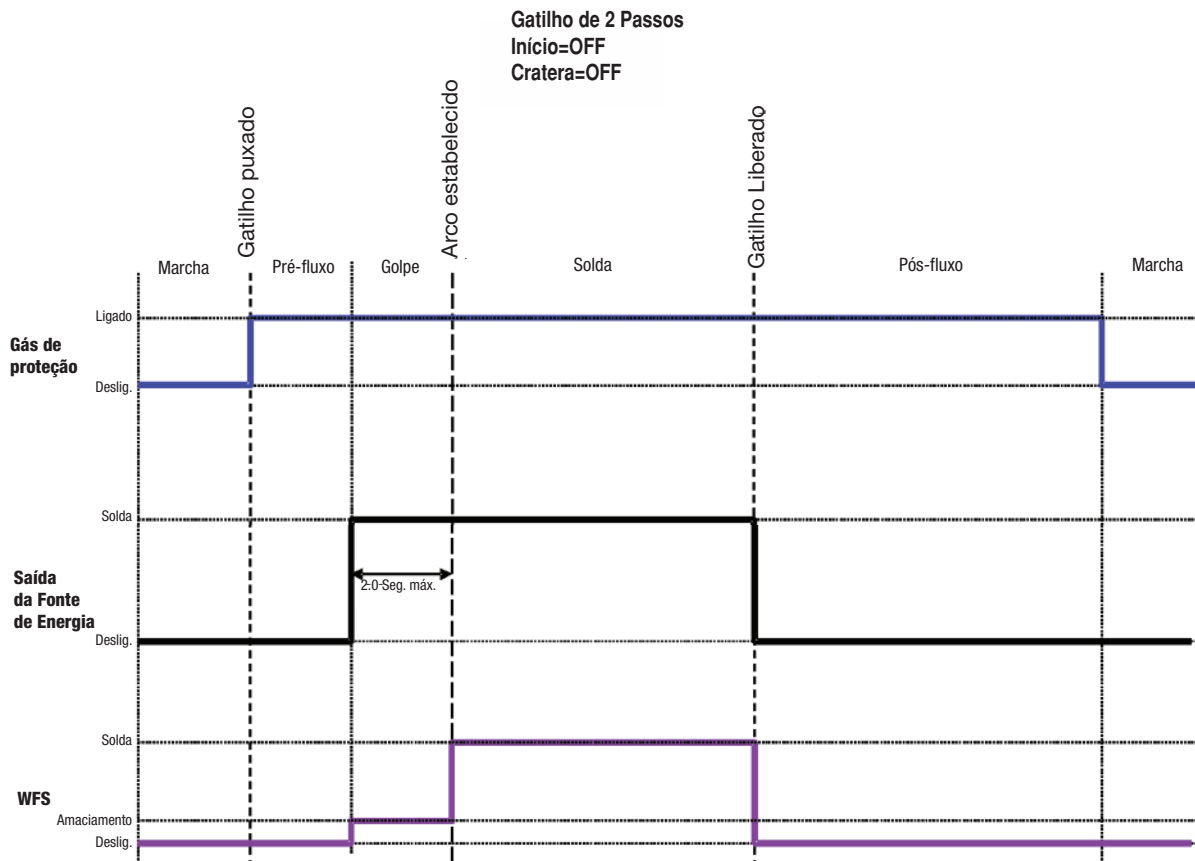 Gatilho de 2 Passos
Início=OFF
Cratera=OFF
Gatilho puxado
Arco estabelecido
Gatilho Liberado
Marcha
Pré-fluxo
Golpe
Solda
Pós-fluxo
Marcha
Gás de
proteção
Ligado
Deslig.
Saída
da Fonte
de Energia
Solda
2.0-Seg. máx.
Deslig.
WFS
Solda
Amaciamento
Deslig.